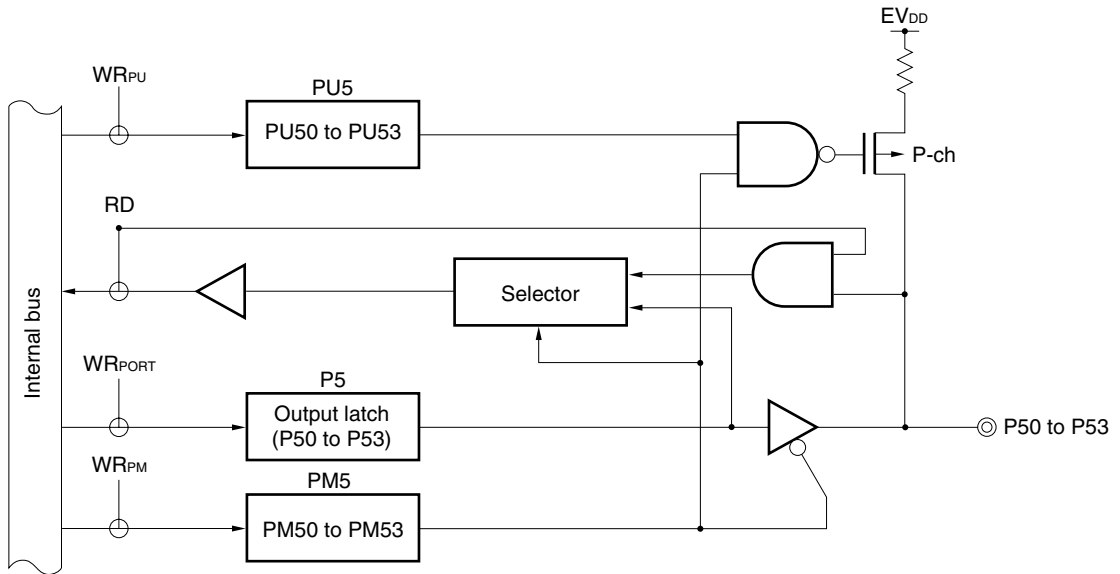 EVDD
WRPU
PU5
PU50 to PU53
P-ch
RD
Selector
Internal bus
WRPORT
P5
Output latch
(P50 to P53)
P50 to P53
WRPM
PM5
PM50 to PM53